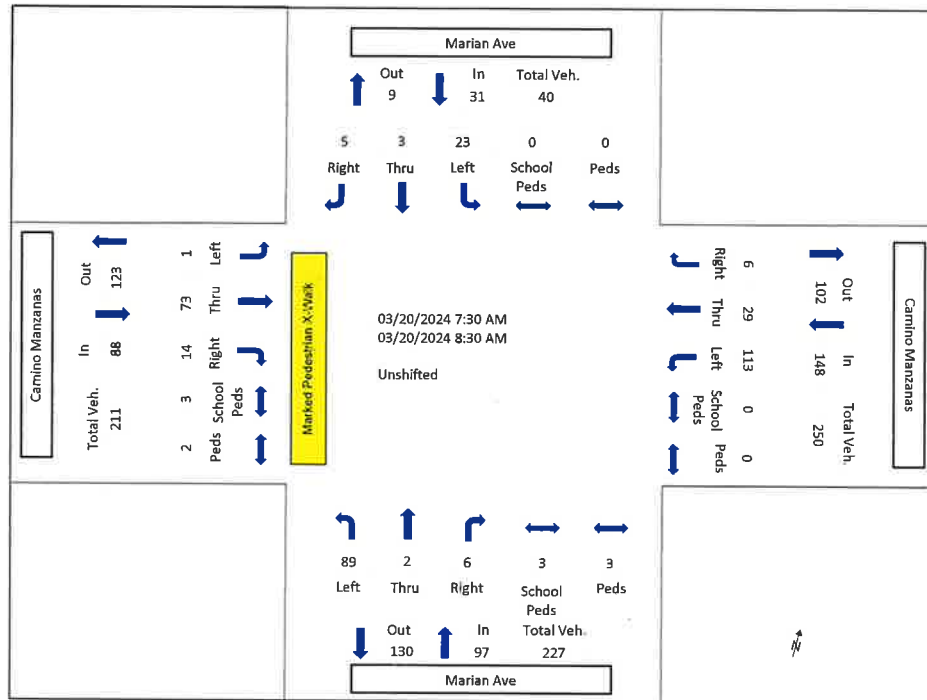 Marian Ave
Out In Total Veh.
9 31 40
5 3 23 0 0
Right Thru Left School Peds Peds
Camino Manzanas
Out In Total Veh.
123 88 211
1 73 14 3 2
Left Thru Right School Peds Peds
Marked Pedestrian X-Walk
03/20/2024 7:30 AM
03/20/2024 8:30 AM
Unshifted
6 29 113 0 0
Right Thru Left School Peds Peds
Out In Total Veh.
102 148 250
Camino Manzanas
89 2 6 3 3
Left Thru Right School Peds Peds
Out In Total Veh.
130 97 227
Marian Ave
N